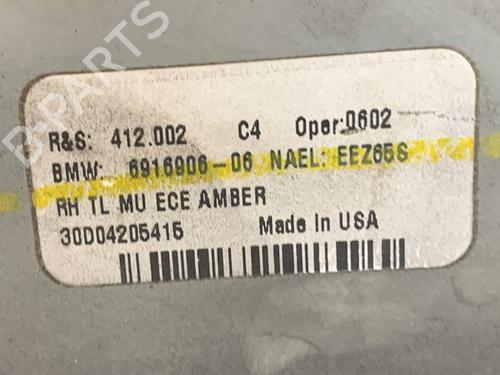 R&S: 412.002 C4 Oper:0602
BMW: 6916906-06 NAEL: EEZ65S
RH TL MU ECE AMBER
30D04205415 Made In USA
B-PARTS